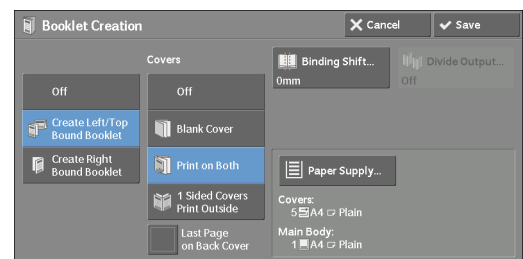 Booklet Creation
Cancel
Save
Off
Create Left/Top
Bound Booklet
Create Right
Bound Booklet
Covers
Off
Blank Cover
Print on Both
1 Sided Covers
Print Outside
Last Page
on Back Cover
Binding Shift...
0mm
Divide Output...
Off
Paper Supply...
Covers:
5 A4 Plain
Main Body:
1 A4 Plain